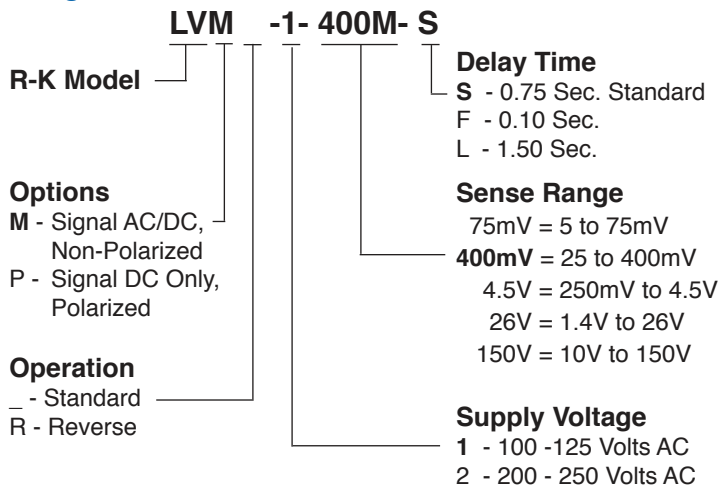 LVM _ -1- 400M- S
R-K Model
Options
M - Signal AC/DC,
Non-Polarized
P - Signal DC Only,
Polarized
Operation
_ - Standard
R - Reverse
Delay Time
S - 0.75 Sec. Standard
F - 0.10 Sec.
L - 1.50 Sec.
Sense Range
75mV = 5 to 75mV
400mV = 25 to 400mV
4.5V = 250mV to 4.5V
26V = 1.4V to 26V
150V = 10V to 150V
Supply Voltage
1 - 100 -125 Volts AC
2 - 200 - 250 Volts AC